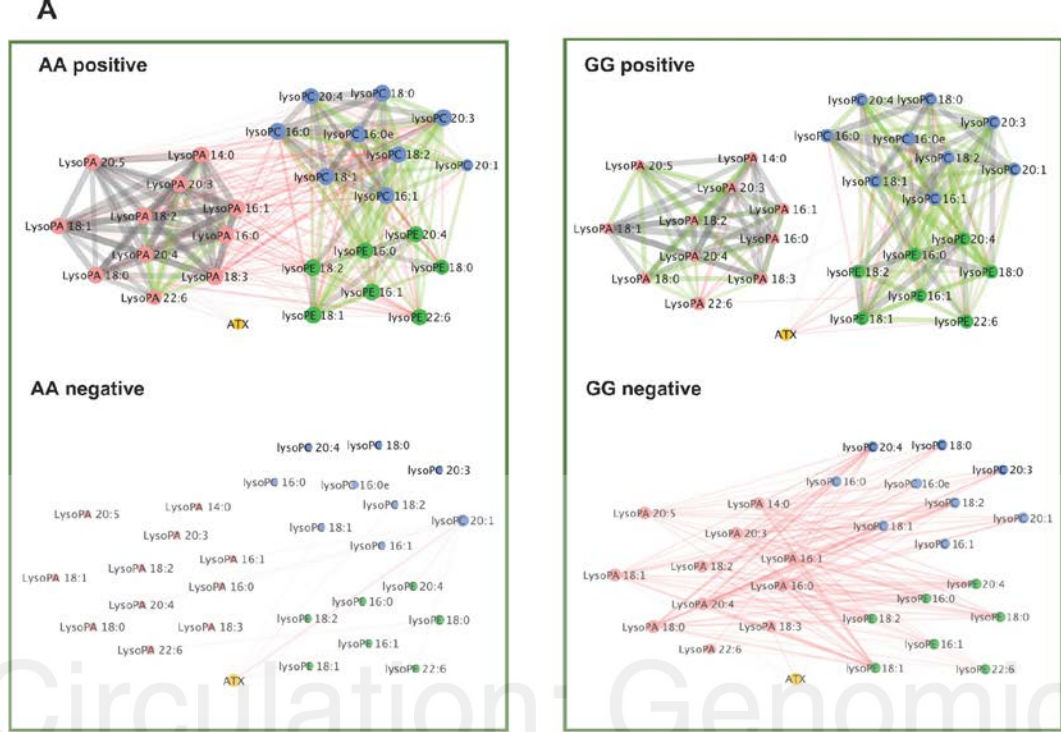 A
AA positive
lysoPC 20:4
lysoPC 18:0
lysoPC 20:3
lysoPC 16:0
lysoPC 16:0e
lysoPC 18:2
lysoPC 20:1
lysoPC 18:1
lysoPC 16:1
LysoPA 20:5
LysoPA 14:0
LysoPA 20:3
LysoPA 16:1
LysoPA 18:1
LysoPA 18:2
LysoPA 16:0
LysoPA 20:4
LysoPA 18:0
LysoPA 18:3
LysoPA 22:6
lysoPE 20:4
lysoPE 16:0
lysoPE 18:2
lysoPE 18:0
lysoPE 16:1
lysoPE 18:1
lysoPE 22:6
ATX
GG positive
lysoPC 20:4
lysoPC 18:0
lysoPC 20:3
lysoPC 16:0
lysoPC 16:0e
lysoPC 18:2
lysoPC 20:1
lysoPC 18:1
lysoPC 16:1
LysoPA 20:5
LysoPA 14:0
LysoPA 20:3
LysoPA 16:1
LysoPA 18:1
LysoPA 18:2
LysoPA 16:0
LysoPA 20:4
LysoPA 18:0
LysoPA 18:3
LysoPA 22:6
lysoPE 20:4
lysoPE 16:0
lysoPE 18:2
lysoPE 18:0
lysoPE 16:1
lysoPE 18:1
lysoPE 22:6
ATX
AA negative
lysoPC 20:4
lysoPC 18:0
lysoPC 20:3
lysoPC 16:0
lysoPC 16:0e
lysoPC 18:2
lysoPC 20:1
lysoPC 18:1
lysoPC 16:1
LysoPA 20:5
LysoPA 14:0
LysoPA 20:3
LysoPA 16:1
LysoPA 18:1
LysoPA 18:2
LysoPA 16:0
LysoPA 20:4
LysoPA 18:0
LysoPA 18:3
LysoPA 22:6
lysoPE 20:4
lysoPE 16:0
lysoPE 18:2
lysoPE 18:0
lysoPE 16:1
lysoPE 18:1
lysoPE 22:6
ATX
GG negative
lysoPC 20:4
lysoPC 18:0
lysoPC 20:3
lysoPC 16:0
lysoPC 16:0e
lysoPC 18:2
lysoPC 20:1
lysoPC 18:1
lysoPC 16:1
LysoPA 20:5
LysoPA 14:0
LysoPA 20:3
LysoPA 16:1
LysoPA 18:1
LysoPA 18:2
LysoPA 16:0
LysoPA 20:4
LysoPA 18:0
LysoPA 18:3
LysoPA 22:6
lysoPE 20:4
lysoPE 16:0
lysoPE 18:2
lysoPE 18:0
lysoPE 16:1
lysoPE 18:1
lysoPE 22:6
ATX
Circulation: Genomic